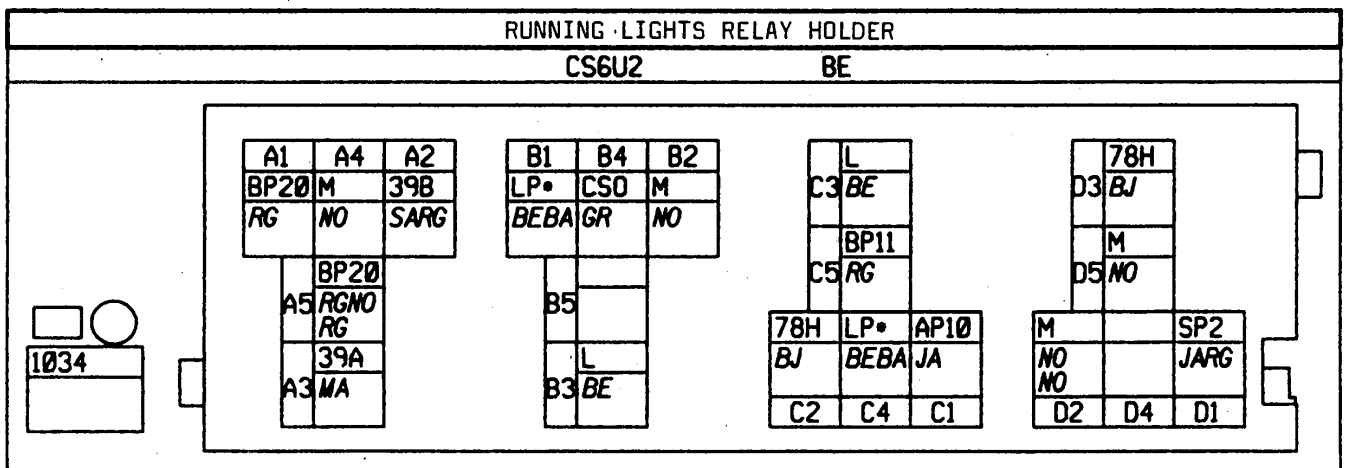 RUNNING LIGHTS RELAY HOLDER
CS6U2 BE
A1 A4 A2
BP20 M 39B
RG NO SARG
A5 BP20
RGNO
RG
A3 39A
MA
B1 B4 B2
LP• CSO M
BEBA GR NO
B5
B3 L
BE
C3 L
BE
C5 BP11
RG
78H LP• AP10
BJ BEBA JA
C2 C4 C1
D3 78H
BJ
D5 M
NO
M SP2
NO JARG
NO
D2 D4 D1
1034